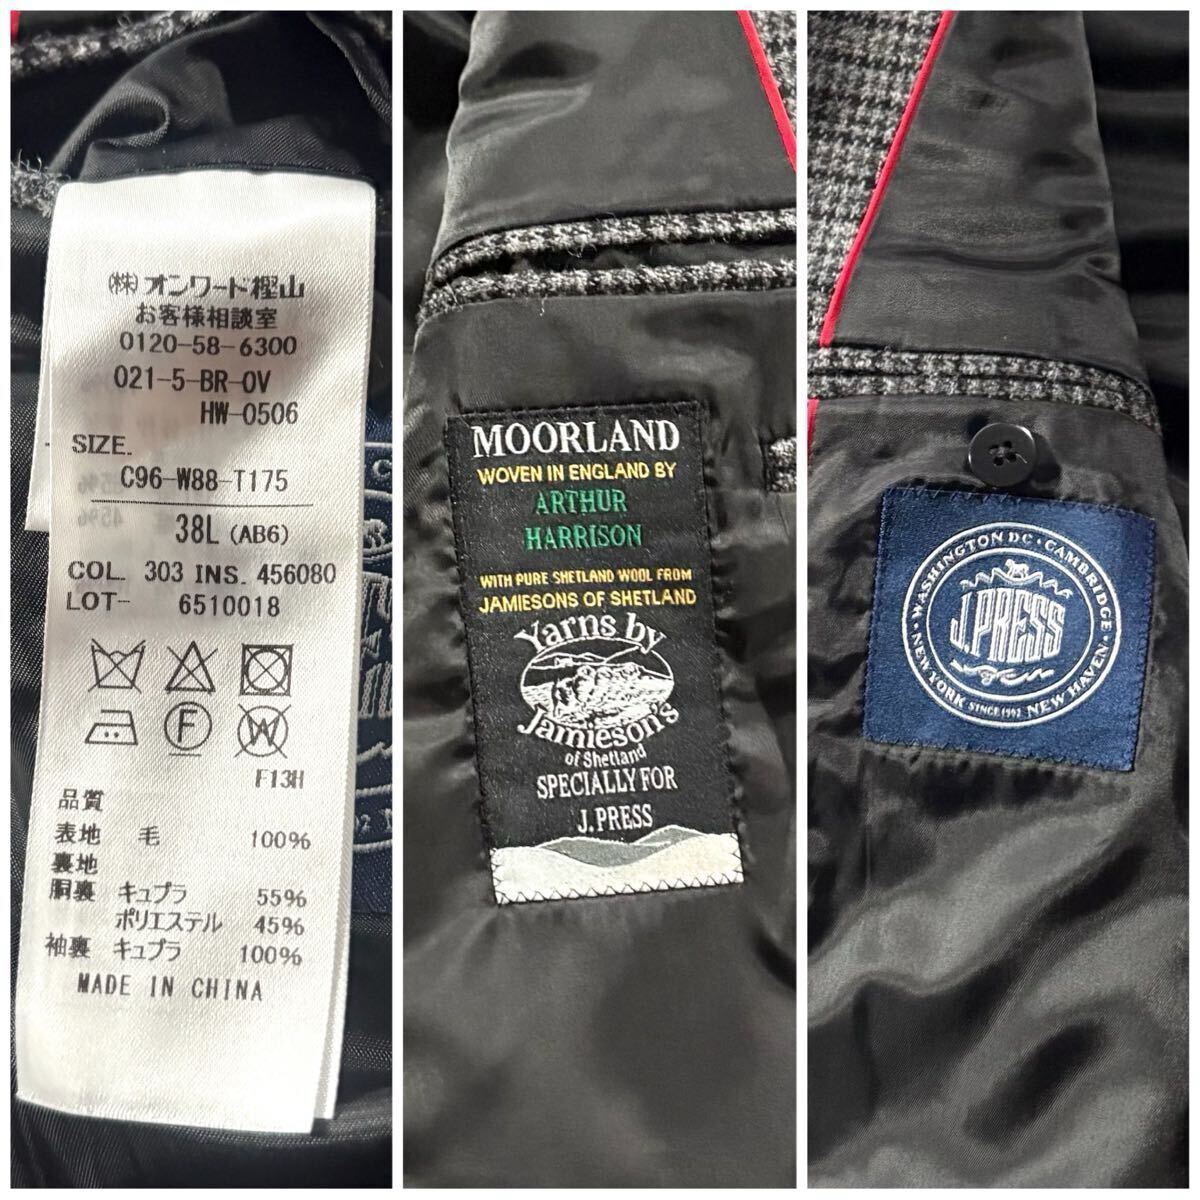 (株)オンワード樫山
お客様相談室
0120-58-6300
021-5-BR-OV
HW-0506
SIZE.
C96-W88-T175
38L (AB6)
COL. 303 INS. 456080
LOT- 6510018
F
W
F13H
品質
表地 毛 100%
裏地
胴裏 キュプラ 55%
ポリエステル 45%
袖裏 キュプラ 100%
MADE IN CHINA
MOORLAND
WOVEN IN ENGLAND BY
ARTHUR
HARRISON
WITH PURE SHETLAND WOOL FROM
JAMIESONS OF SHETLAND
Yarns by
Jamieson's
of Shetland
SPECIALLY FOR
J.PRESS
WASHINGTON DC · CAMBRIDGE ·
J.PRESS
· NEW YORK SINCE 1902 NEW HAVEN ·